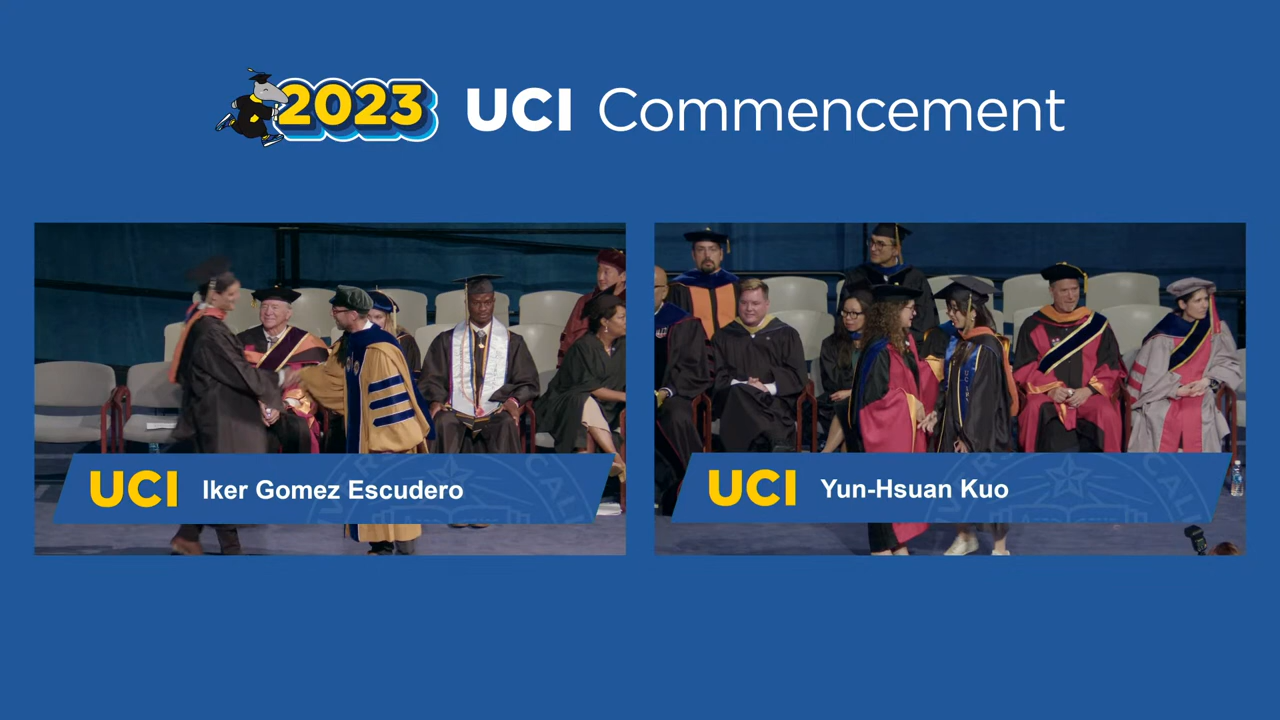 2023 UCI Commencement
UCI Iker Gomez Escudero
UCI Yun-Hsuan Kuo